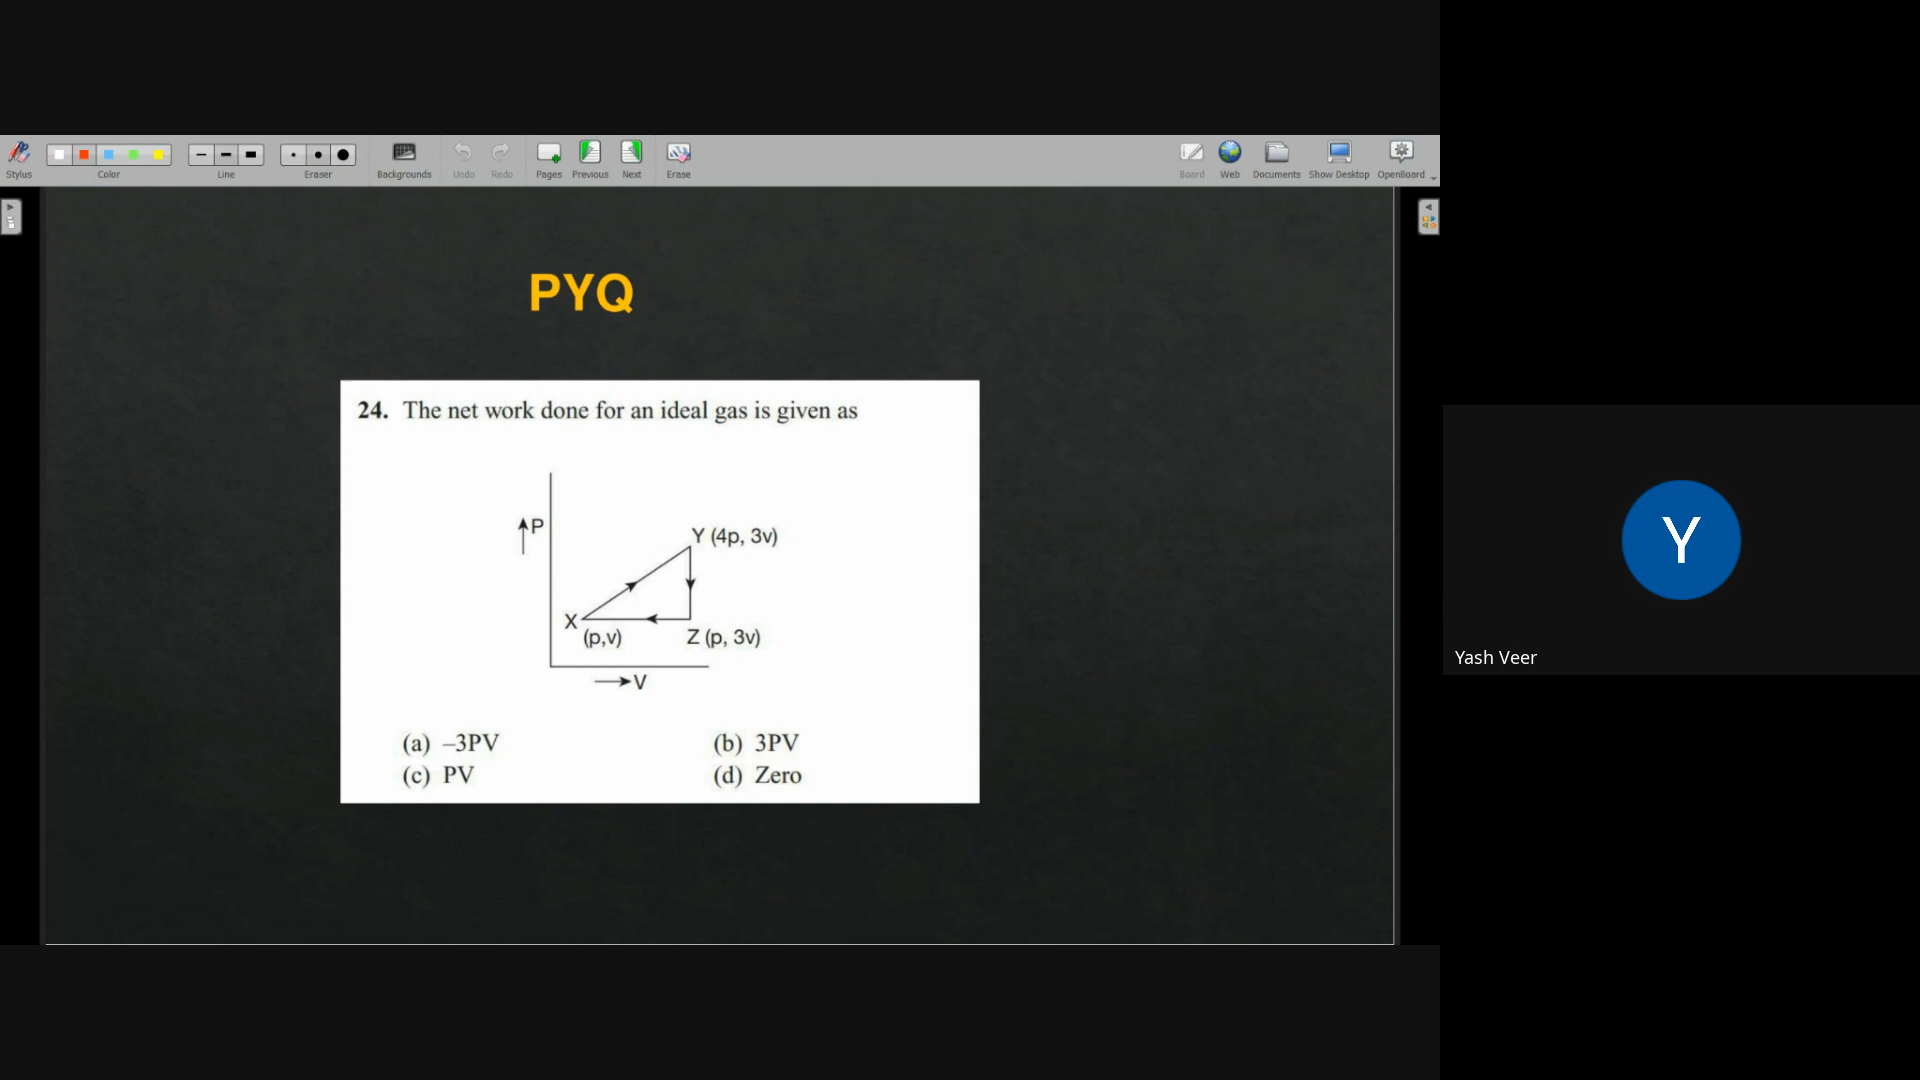 Stylus
Color
Line
Eraser
Backgrounds
Undo
Redo
Pages
Previous
Next
Erase
Board
Web
Documents
Show Desktop
OpenBoard
PYQ
24. The net work done for an ideal gas is given as
P
Y (4p, 3v)
X
(p,v)
Z (p, 3v)
V
(a) –3PV
(b) 3PV
(c) PV
(d) Zero
Y
Yash Veer